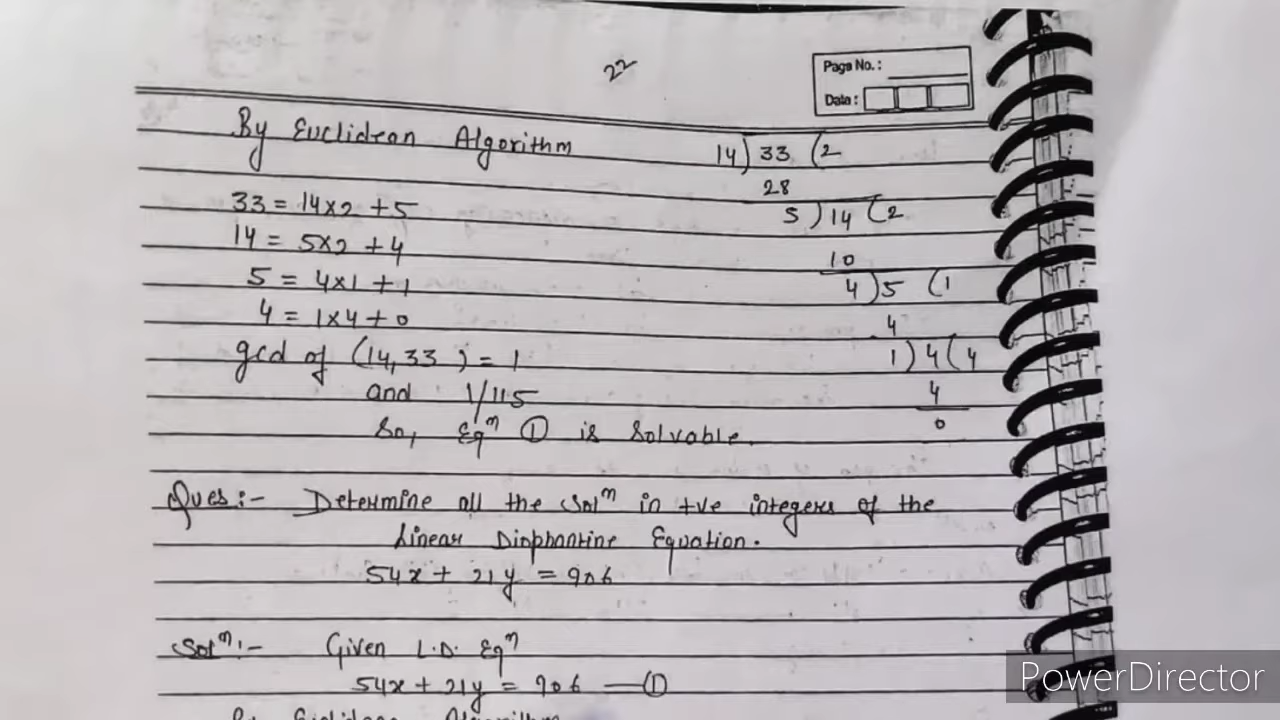 22
Page No. :
Date :
By Euclidean Algorithm
33 = 14x2 +5
14 = 5x2 +4
5 = 4x1 +1
4 = 1x4+0
gcd of (14,33 ) = 1
and 1/115
So, Eqⁿ ① is solvable.
14) 33 (2
28
5 ) 14 (2
10
4 ) 5 (1
4
1 ) 4 ( 4
4
0
Ques:- Determine all the solⁿ in +ve integers of the
Linear Diophantine Equation.
54x + 21y = 906
Solⁿ:- Given L.D. Eqⁿ
54x + 21y = 906 —①
By Euclidean Algorithm
PowerDirector